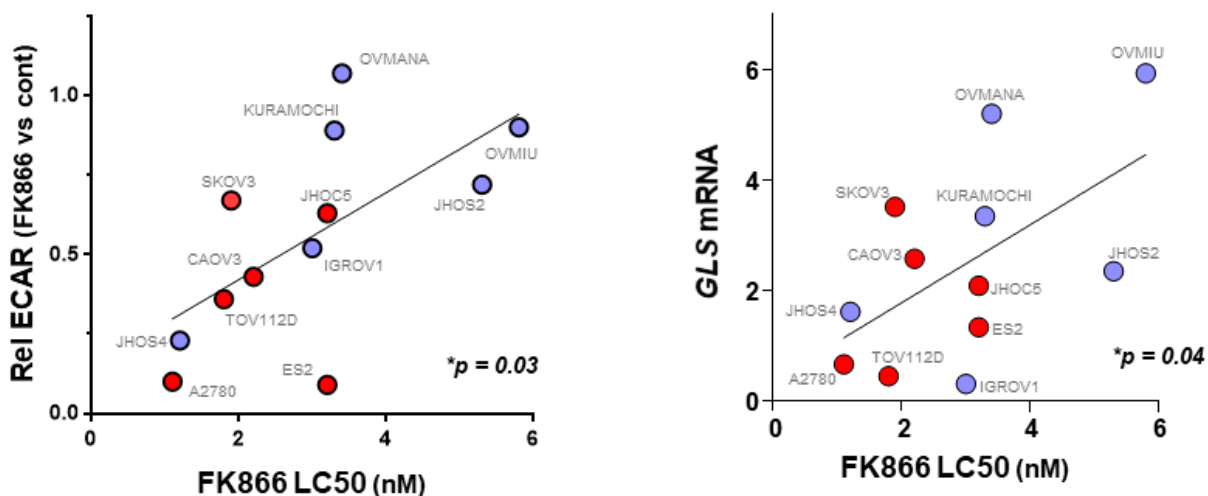 Rel ECAR (FK866 vs cont)
1.0
0.5
0.0
0
2
4
6
FK866 LC50 (nM)
OVMANA
KURAMOCHI
OVMIU
SKOV3
JHOC5
JHOS2
CAOV3
IGROV1
TOV112D
JHOS4
ES2
A2780
*p = 0.03
GLS mRNA
6
4
2
0
0
2
4
6
FK866 LC50 (nM)
OVMIU
OVMANA
SKOV3
KURAMOCHI
CAOV3
JHOS2
JHOC5
JHOS4
ES2
TOV112D
A2780
IGROV1
*p = 0.04